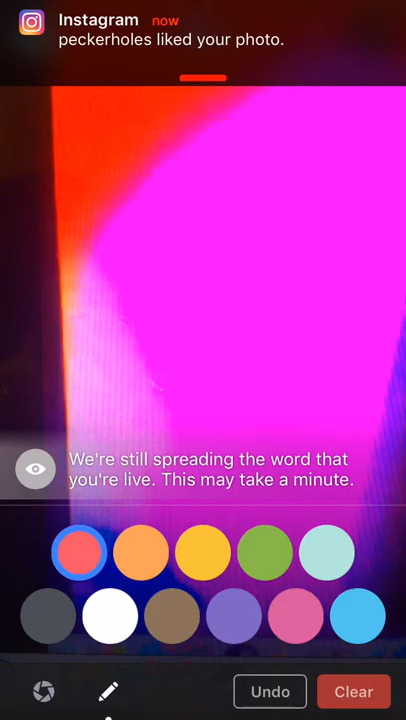 Instagram now
peckerholes liked your photo.
We're still spreading the word that
you're live. This may take a minute.
Undo Clear